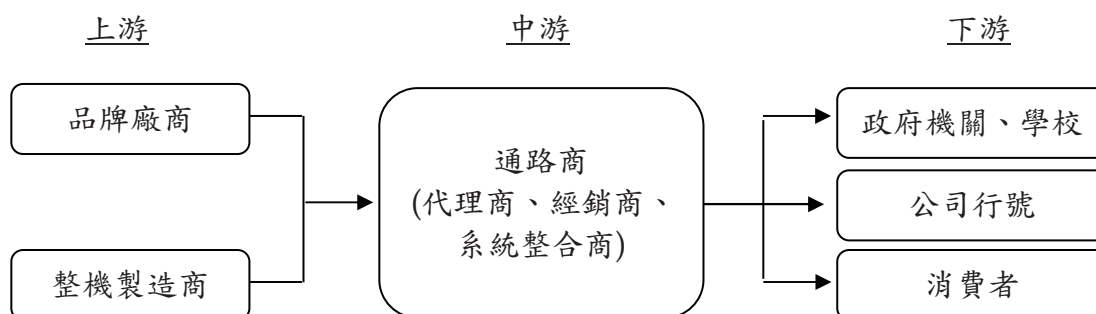 上游
中游
下游
品牌廠商
整機製造商
通路商
(代理商、經銷商、
系統整合商)
政府機關、學校
公司行號
消費者